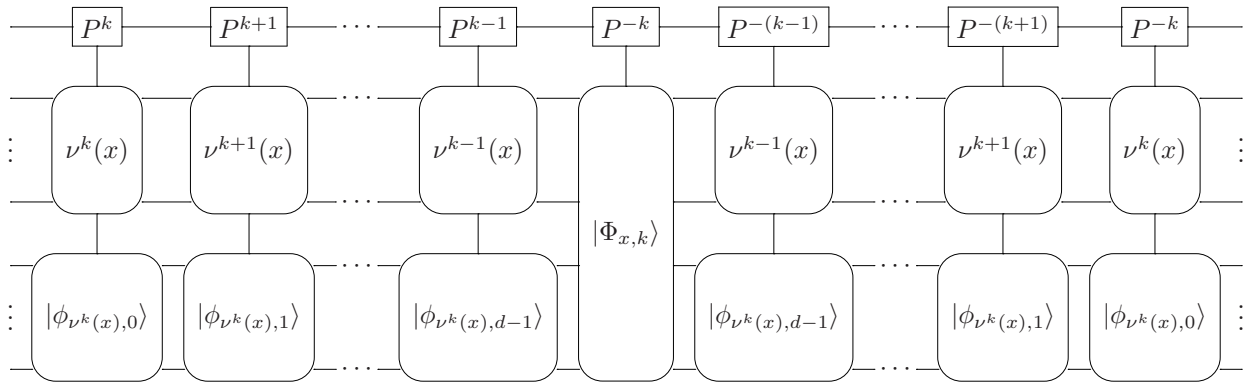 P^k P^{k+1} ⋯ P^{k−1} P^{−k} P^{−(k−1)} ⋯ P^{−(k+1)} P^{−k}
⋯ ⋯
⋮ ν^k(x) ν^{k+1}(x) ν^{k−1}(x) ν^{k−1}(x) ν^{k+1}(x) ν^k(x) ⋮
⋯ ⋯
|Φ_{x,k}⟩
⋯ ⋯
⋮ |ϕ_{ν^k(x),0}⟩ |ϕ_{ν^k(x),1}⟩ |ϕ_{ν^k(x),d−1}⟩ |ϕ_{ν^k(x),d−1}⟩ |ϕ_{ν^k(x),1}⟩ |ϕ_{ν^k(x),0}⟩ ⋮
⋯ ⋯